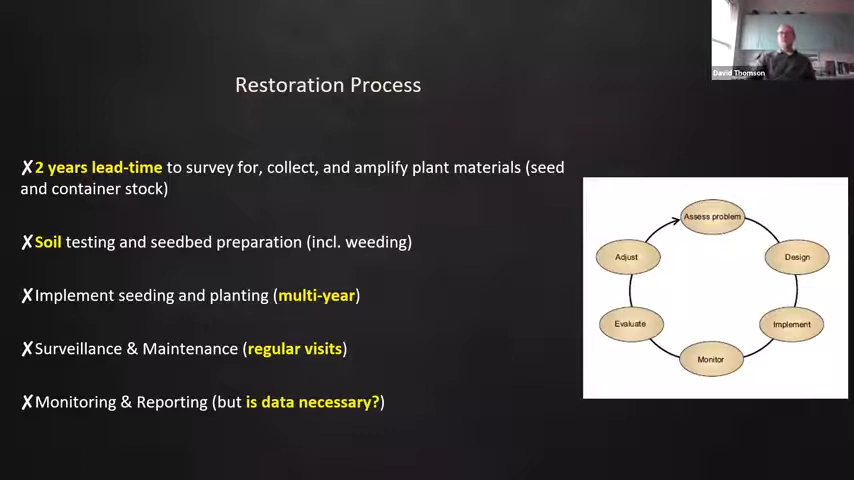 David Thomson
Restoration Process
✗2 years lead-time to survey for, collect, and amplify plant materials (seed
and container stock)
✗Soil testing and seedbed preparation (incl. weeding)
✗Implement seeding and planting (multi-year)
✗Surveillance & Maintenance (regular visits)
✗Monitoring & Reporting (but is data necessary?)
Assess problem
Design
Implement
Monitor
Evaluate
Adjust